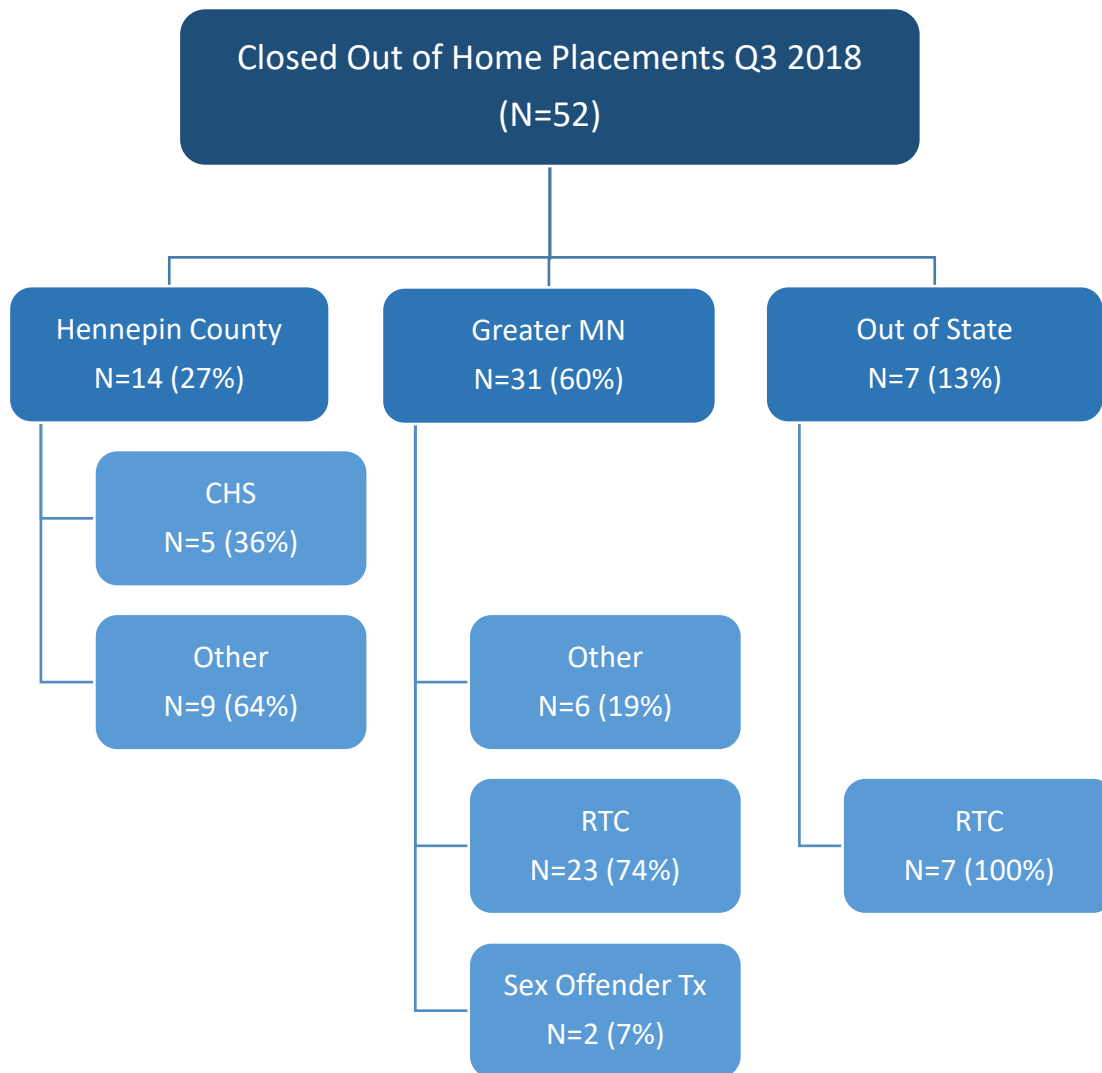 Closed Out of Home Placements Q3 2018
(N=52)
Hennepin County
N=14 (27%)
Greater MN
N=31 (60%)
Out of State
N=7 (13%)
CHS
N=5 (36%)
Other
N=9 (64%)
Other
N=6 (19%)
RTC
N=23 (74%)
Sex Offender Tx
N=2 (7%)
RTC
N=7 (100%)